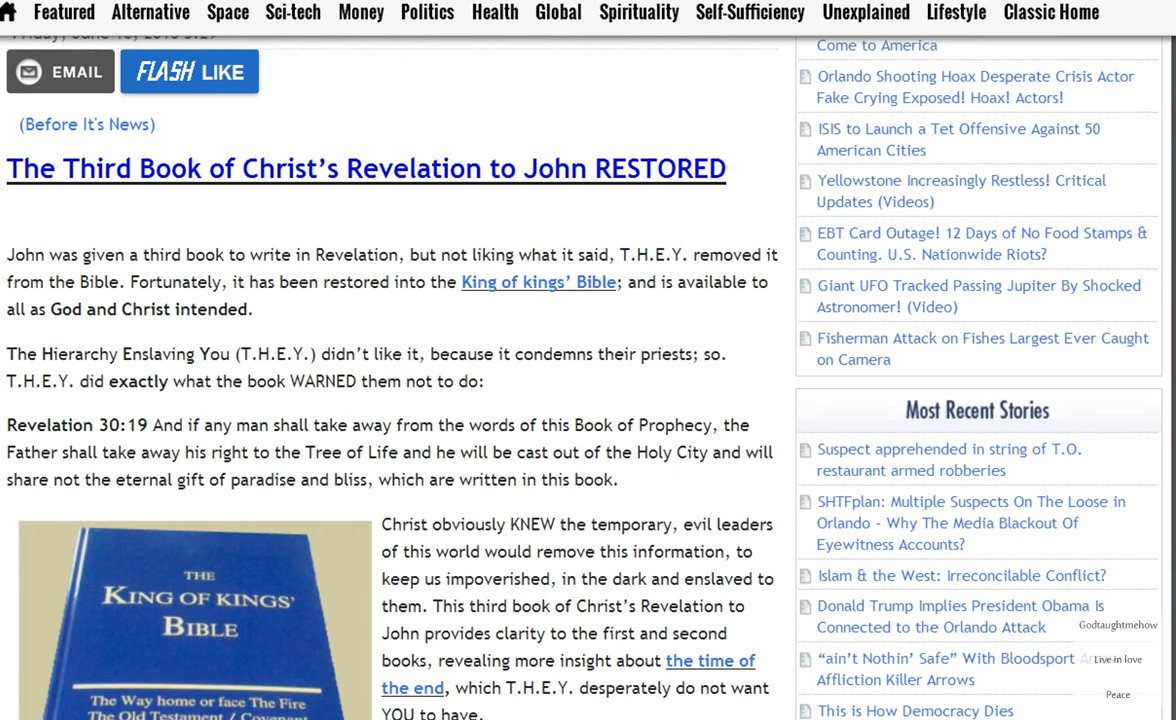 Featured Alternative Space Sci-tech Money Politics Health Global Spirituality Self-Sufficiency Unexplained Lifestyle Classic Home
EMAIL FLASH LIKE
(Before It's News)
The Third Book of Christ’s Revelation to John RESTORED
John was given a third book to write in Revelation, but not liking what it said, T.H.E.Y. removed it
from the Bible. Fortunately, it has been restored into the King of kings’ Bible; and is available to
all as God and Christ intended.
The Hierarchy Enslaving You (T.H.E.Y.) didn’t like it, because it condemns their priests; so.
T.H.E.Y. did exactly what the book WARNED them not to do:
Revelation 30:19 And if any man shall take away from the words of this Book of Prophecy, the
Father shall take away his right to the Tree of Life and he will be cast out of the Holy City and will
share not the eternal gift of paradise and bliss, which are written in this book.
Christ obviously KNEW the temporary, evil leaders
of this world would remove this information, to
keep us impoverished, in the dark and enslaved to
them. This third book of Christ’s Revelation to
John provides clarity to the first and second
books, revealing more insight about the time of
the end, which T.H.E.Y. desperately do not want
YOU to have.
THE
KING OF KINGS’
BIBLE
The Way home or face The Fire
The Old Testament / Covenant
Come to America
Orlando Shooting Hoax Desperate Crisis Actor
Fake Crying Exposed! Hoax! Actors!
ISIS to Launch a Tet Offensive Against 50
American Cities
Yellowstone Increasingly Restless! Critical
Updates (Videos)
EBT Card Outage! 12 Days of No Food Stamps &
Counting. U.S. Nationwide Riots?
Giant UFO Tracked Passing Jupiter By Shocked
Astronomer! (Video)
Fisherman Attack on Fishes Largest Ever Caught
on Camera
Most Recent Stories
Suspect apprehended in string of T.O.
restaurant armed robberies
SHTFplan: Multiple Suspects On The Loose in
Orlando - Why The Media Blackout Of
Eyewitness Accounts?
Islam & the West: Irreconcilable Conflict?
Donald Trump Implies President Obama Is
Connected to the Orlando Attack
“ain’t Nothin’ Safe” With Bloodsport
Affliction Killer Arrows
This is How Democracy Dies
Godtaughtmehow
Live in love
Peace